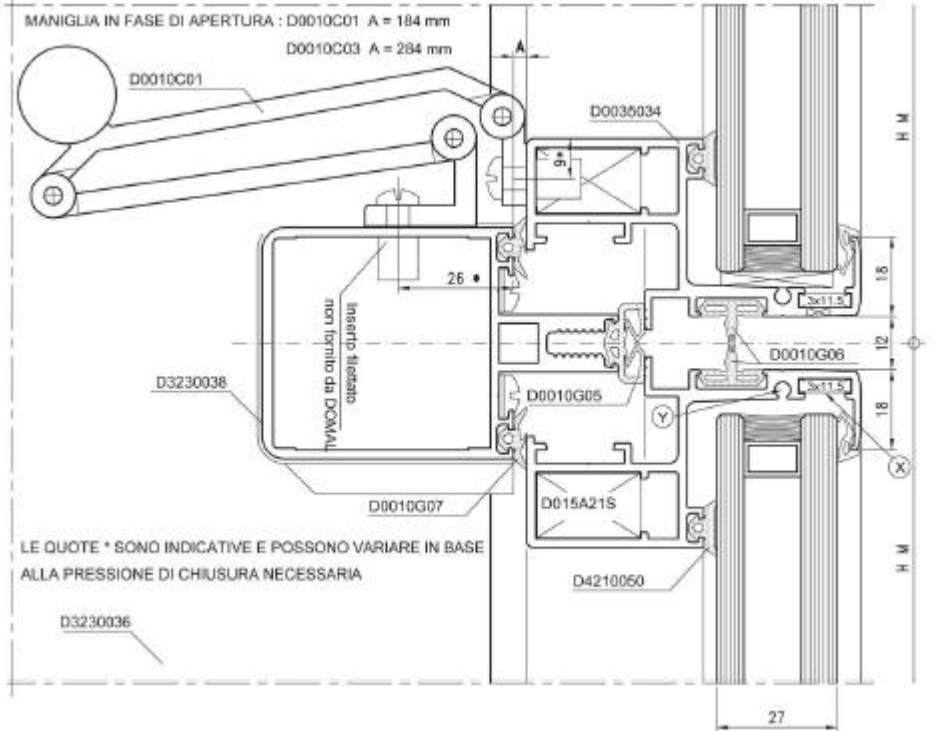 MANIGLIA IN FASE DI APERTURA : D0010C01 A = 184 mm
D0010C03 A = 284 mm
A
D0010C01
D0035034
H M
9*
18
26 *
3x11.5
Inserto filettato
non fornito da DOMAL
12
D0010G06
D3230038
D0010G05
3x11.5
Y
18
X
D0010G07
D015A21S
LE QUOTE * SONO INDICATIVE E POSSONO VARIARE IN BASE
ALLA PRESSIONE DI CHIUSURA NECESSARIA
H M
D4210050
D3230036
27